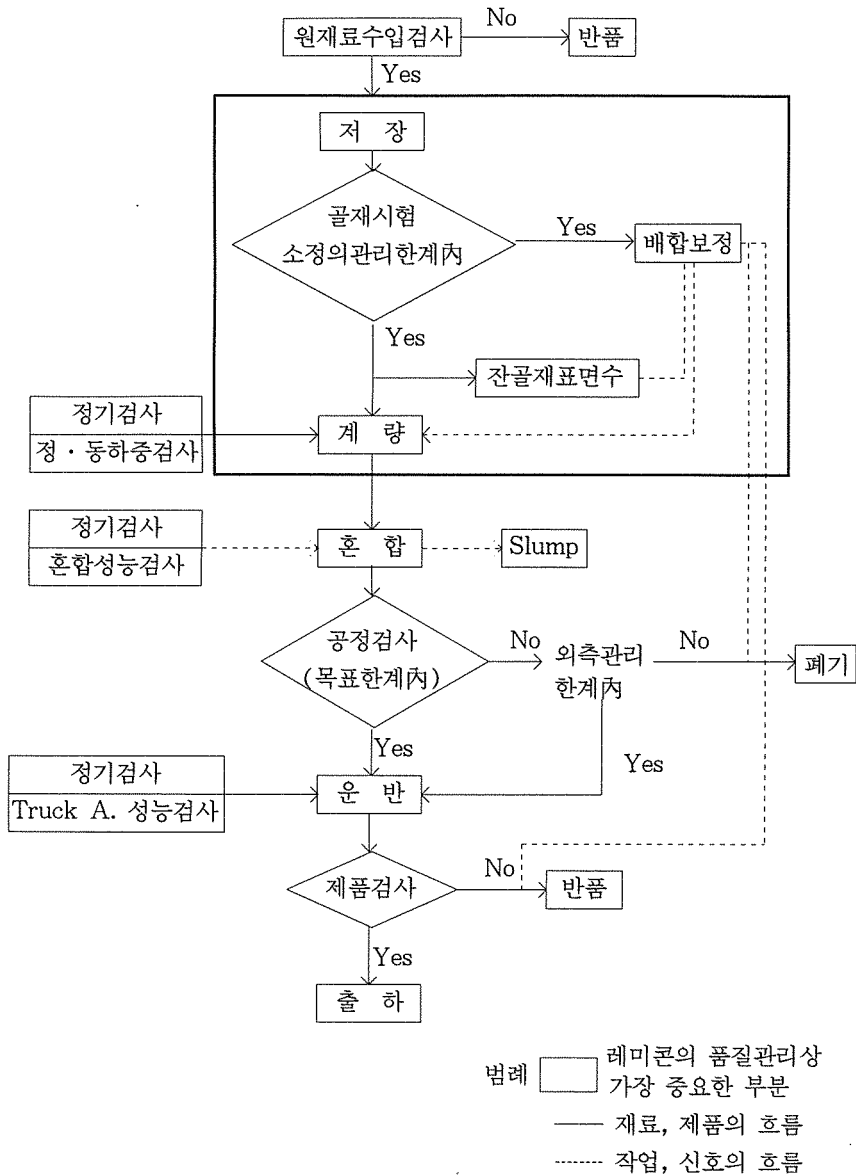 원재료수입검사
No
반품
Yes
저 장
골재시험
소정의관리한계內
Yes
배합보정
Yes
잔골재표면수
정기검사
정·동하중검사
계 량
정기검사
혼합성능검사
혼 합
Slump
공정검사
(목표한계內)
No
외측관리
한계內
No
폐기
Yes
Yes
정기검사
Truck A. 성능검사
운 반
제품검사
No
반품
Yes
출 하
범례
레미콘의 품질관리상
가장 중요한 부분
재료, 제품의 흐름
작업, 신호의 흐름